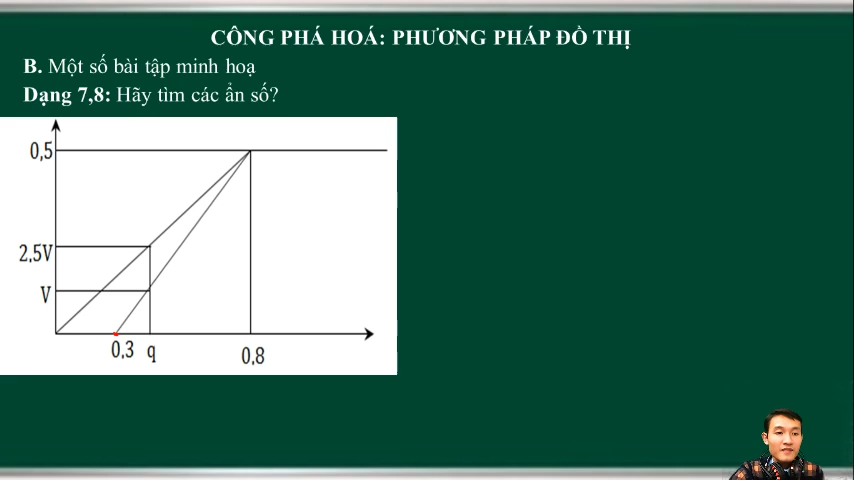 CÔNG PHÁ HOÁ: PHƯƠNG PHÁP ĐỒ THỊ
B. Một số bài tập minh hoạ
Dạng 7,8: Hãy tìm các ẩn số?
0,5
2,5V
V
0,3 q
0,8